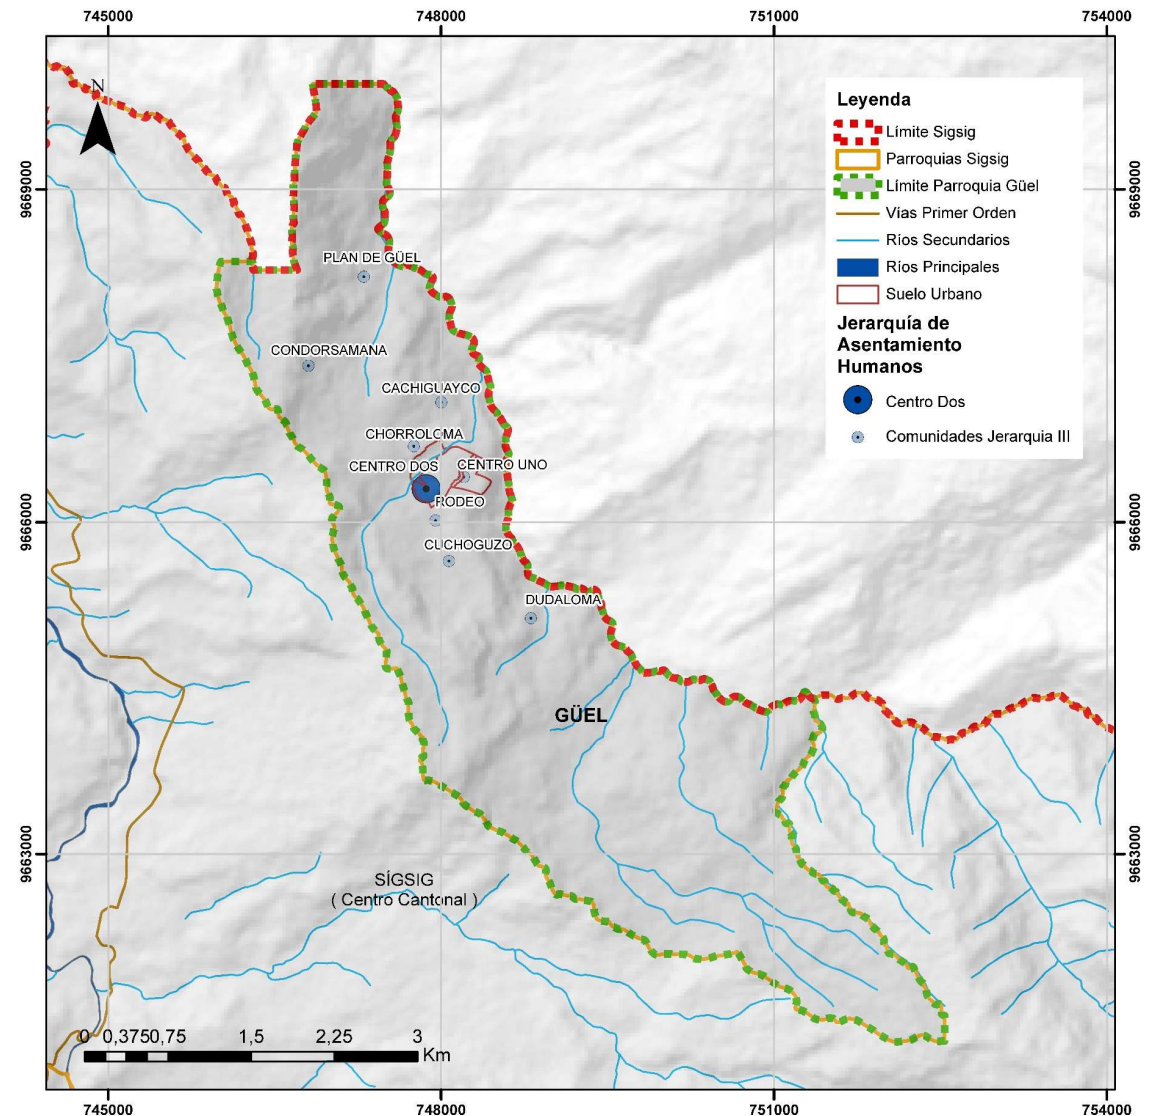 745000
748000
751000
754000
N
Leyenda
Límite Sigsig
Parroquias Sigsig
Límite Parroquia Güel
Vías Primer Orden
Ríos Secundarios
Ríos Principales
Suelo Urbano
Jerarquía de
Asentamiento
Humanos
Centro Dos
Comunidades Jerarquia III
9669000
9669000
PLAN DE GÜEL
CONDORSAMANA
CACHIGUAYCO
CHORROLOMA
CENTRO DOS
CENTRO UNO
RODEO
9666000
9666000
CUCHOGUZO
DUDALOMA
GÜEL
9663000
9663000
SÍGSIG
( Centro Cantonal )
0 0,3750,75 1,5 2,25 3
Km
745000
748000
751000
754000